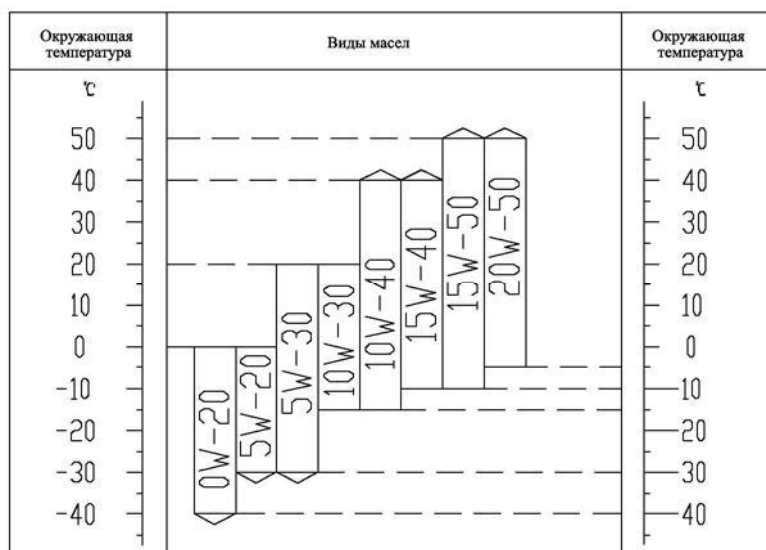 Окружающая
температура
Виды масел
Окружающая
температура
℃
℃
50
40
30
20
10
0
-10
-20
-30
-40
0W-20
5W-20
5W-30
10W-30
10W-40
15W-40
15W-50
20W-50
50
40
30
20
10
0
-10
-20
-30
-40